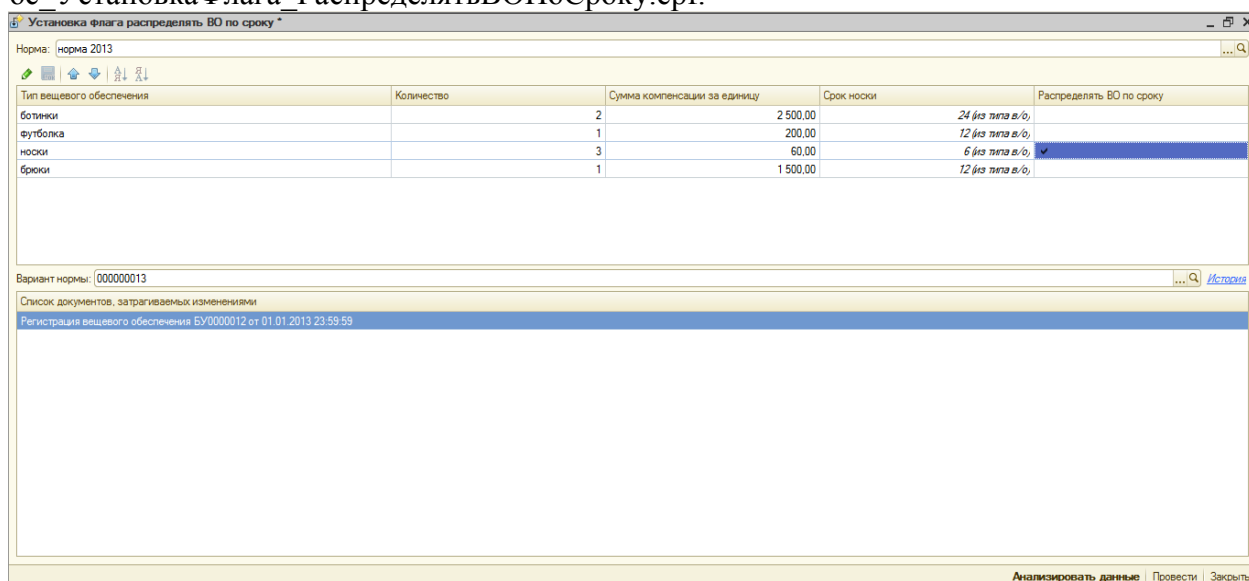 бе_УстановкаФлага_РаспределятьВОПоСроку.epf.
Установка флага распределять ВО по сроку *
Норма: норма 2013
Тип вещевого обеспечения Количество Сумма компенсации за единицу Срок носки Распределять ВО по сроку
ботинки 2 2 500,00 24 (из типа в/о)
футболка 1 200,00 12 (из типа в/о)
носки 3 60,00 6 (из типа в/о) ✔
брюки 1 1 500,00 12 (из типа в/о)
Вариант нормы: 000000013 ... История
Список документов, затрагиваемых изменениями
Регистрация вещевого обеспечения БУ0000012 от 01.01.2013 23:59:59
Анализировать данные Провести Закрыть